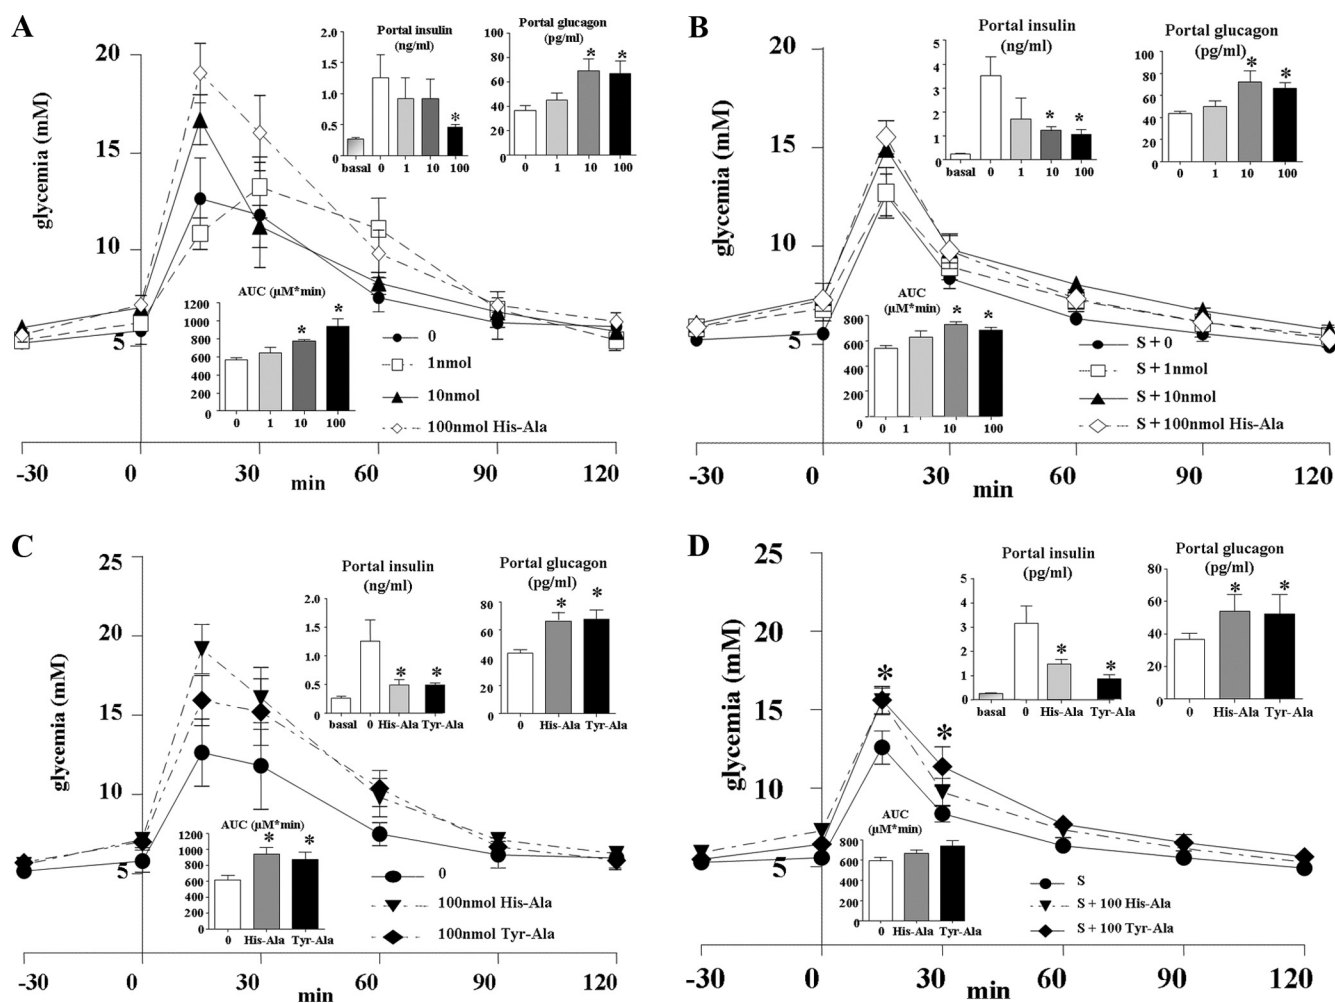 A
glycemia (mM)
20
15
10
5
-30 0 30 60 90 120
min
Portal insulin
(ng/ml)
2.0
1.5
1.0
0.5
0.0
basal 0 1 10 100
*
Portal glucagon
(pg/ml)
100
80
60
40
20
0
0 1 10 100
* *
AUC (µM*min)
1200
1000
800
600
400
200
0
0 1 10 100
* *
0
1nmol
10nmol
100nmol His-Ala
B
glycemia (mM)
20
15
10
5
-30 0 30 60 90 120
min
Portal insulin
(ng/ml)
5
4
3
2
1
0
basal 0 1 10 100
* *
Portal glucagon
(pg/ml)
100
80
60
40
20
0
0 1 10 100
* *
AUC
(µM*min)
800
600
400
200
0
0 1 10 100
* *
S + 0
S + 1nmol
S + 10nmol
S + 100nmol His-Ala
C
glycemia (mM)
25
20
15
10
5
-30 0 30 60 90 120
min
Portal insulin
(ng/ml)
2.0
1.5
1.0
0.5
0.0
basal 0 His-Ala Tyr-Ala
* *
Portal glucagon
(pg/ml)
80
60
40
20
0
0 His-Ala Tyr-Ala
* *
AUC (µM*min)
1200
1000
800
600
400
200
0
0 His-Ala Tyr-Ala
* *
0
100nmol His-Ala
100nmol Tyr-Ala
D
glycemia (mM)
25
20
15
10
5
-30 0 30 60 90 120
min
* *
Portal insulin
(pg/ml)
5
4
3
2
1
0
basal 0 His-Ala Tyr-Ala
* *
Portal glucagon
(pg/ml)
80
60
40
20
0
0 His-Ala Tyr-Ala
* *
AUC
(µM*min)
800
600
400
200
0
0 His-Ala Tyr-Ala
S
S + 100 His-Ala
S + 100 Tyr-Ala